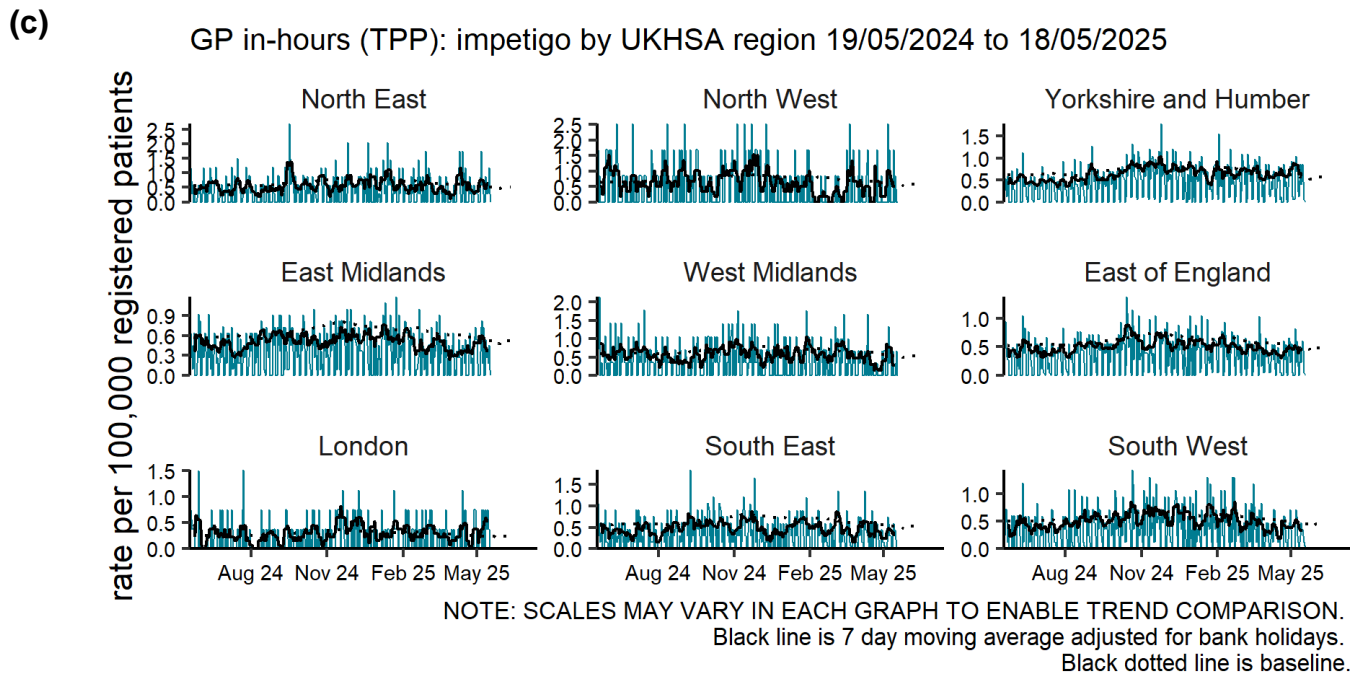 (c)
GP in-hours (TPP): impetigo by UKHSA region 19/05/2024 to 18/05/2025
rate per 100,000 registered patients
North East
2.5
2.0
1.5
1.0
0.5
0.0
North West
2.5
2.0
1.5
1.0
0.5
0.0
Yorkshire and Humber
1.5
1.0
0.5
0.0
East Midlands
0.9
0.6
0.3
0.0
West Midlands
2.0
1.5
1.0
0.5
0.0
East of England
1.0
0.5
0.0
London
1.5
1.0
0.5
0.0
South East
1.5
1.0
0.5
0.0
South West
1.0
0.5
0.0
Aug 24 Nov 24 Feb 25 May 25
Aug 24 Nov 24 Feb 25 May 25
Aug 24 Nov 24 Feb 25 May 25
NOTE: SCALES MAY VARY IN EACH GRAPH TO ENABLE TREND COMPARISON.
Black line is 7 day moving average adjusted for bank holidays.
Black dotted line is baseline.